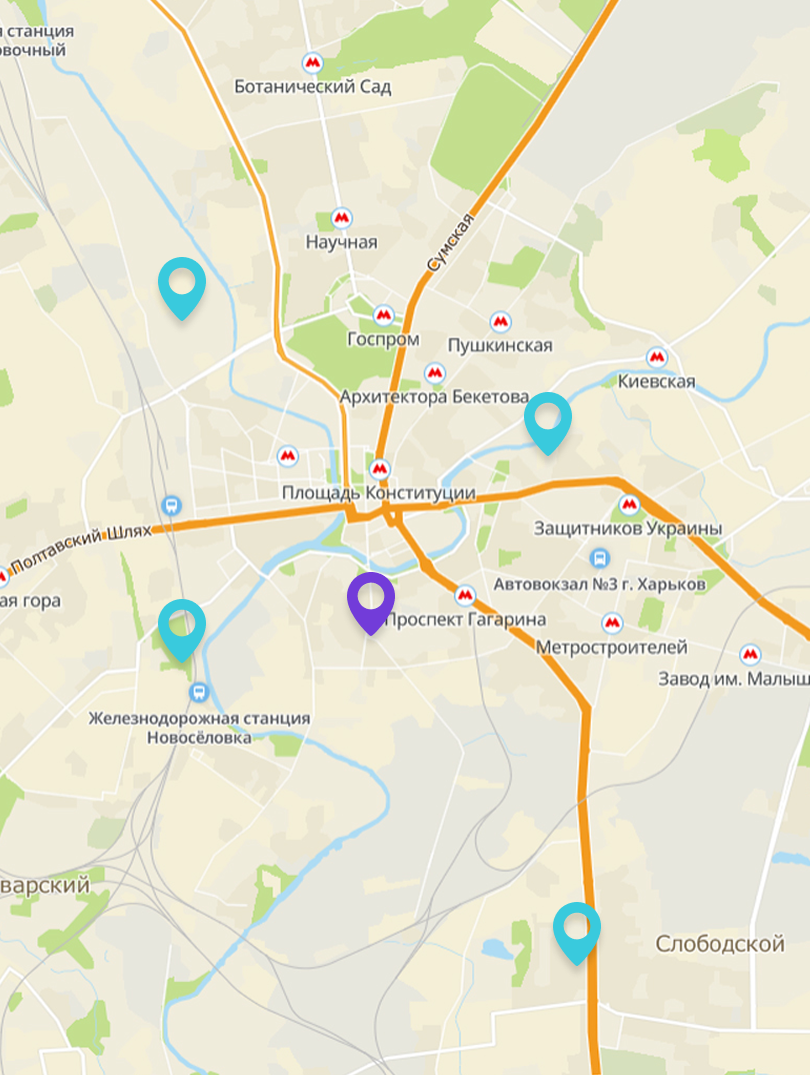 станция
Ботанический Сад
Научная
Сумская
Госпром
Пушкинская
Киевская
Архитектора Бекетова
Площадь Конституции
Защитников Украины
Полтавский Шлях
Автовокзал №3 г. Харьков
ая гора
Проспект Гагарина
Метростроителей
Завод им. Малыш
Железнодорожная станция
Новосёловка
варский
Слободской